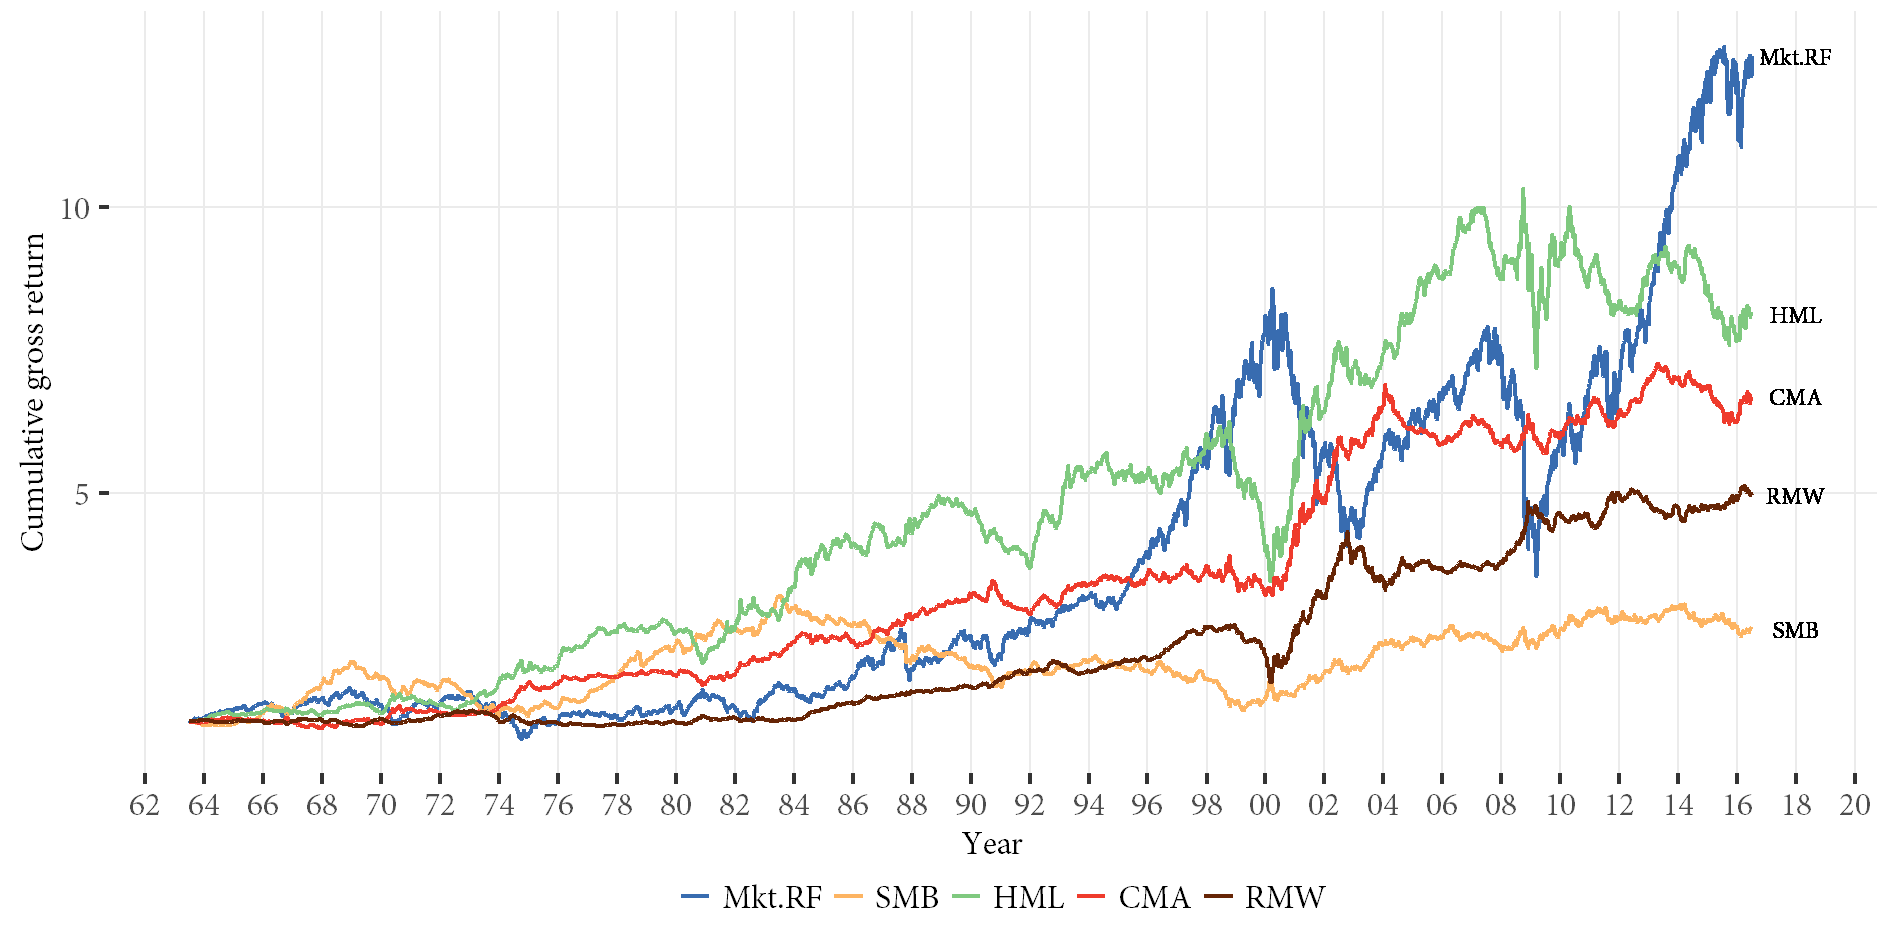 Cumulative gross return
10
5
Mkt.RF
HML
CMA
RMW
SMB
62 64 66 68 70 72 74 76 78 80 82 84 86 88 90 92 94 96 98 00 02 04 06 08 10 12 14 16 18 20
Year
Mkt.RF SMB HML CMA RMW